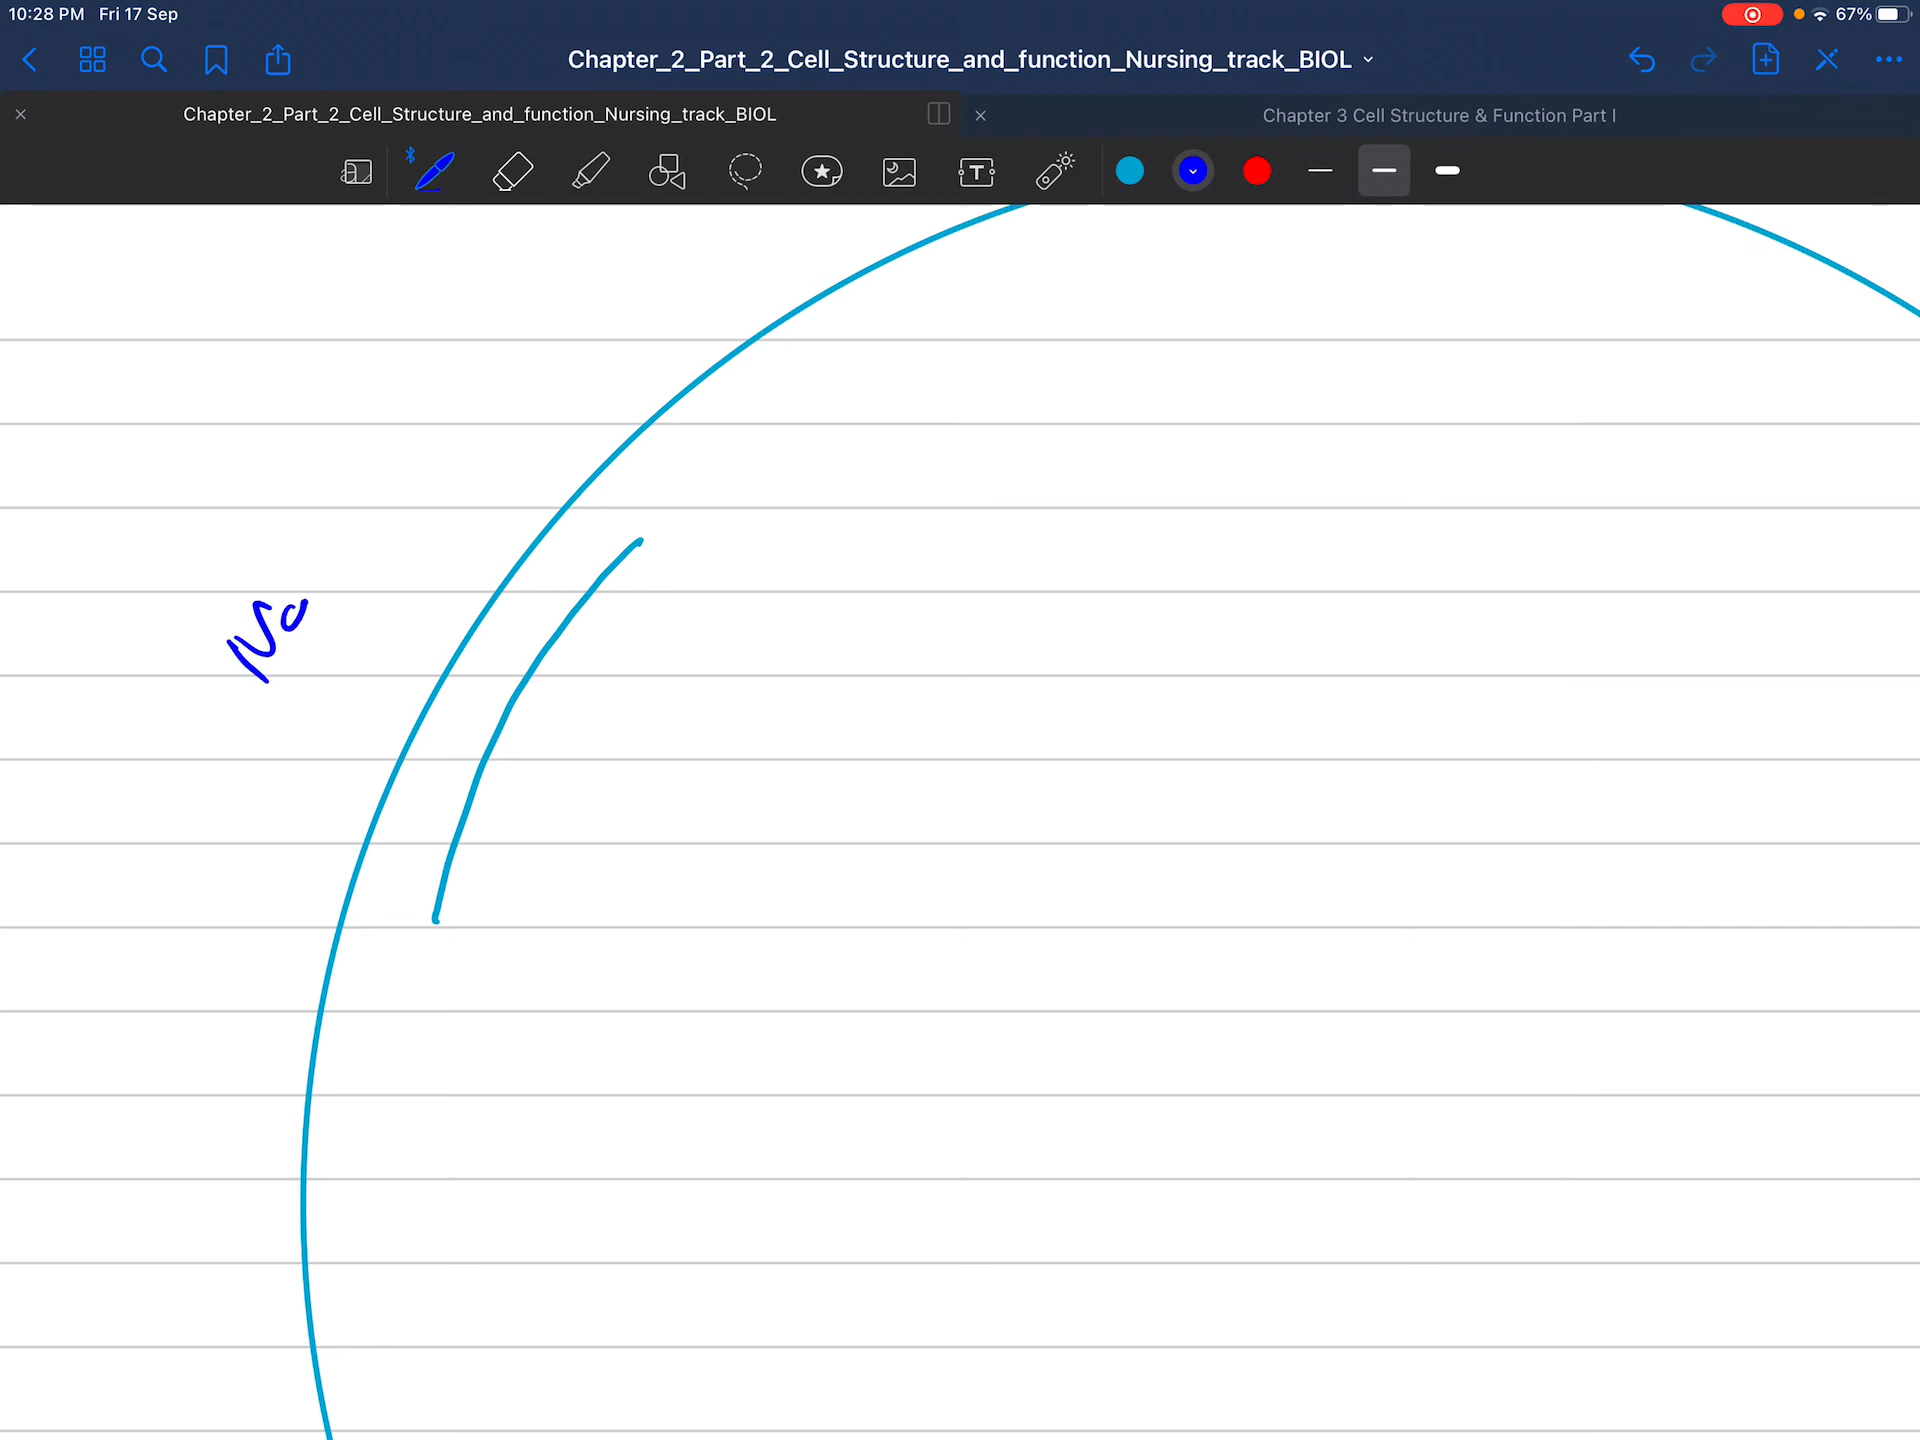 10:28 PM Fri 17 Sep
67%
Chapter_2_Part_2_Cell_Structure_and_function_Nursing_track_BIOL
Chapter_2_Part_2_Cell_Structure_and_function_Nursing_track_BIOL
Chapter 3 Cell Structure & Function Part I